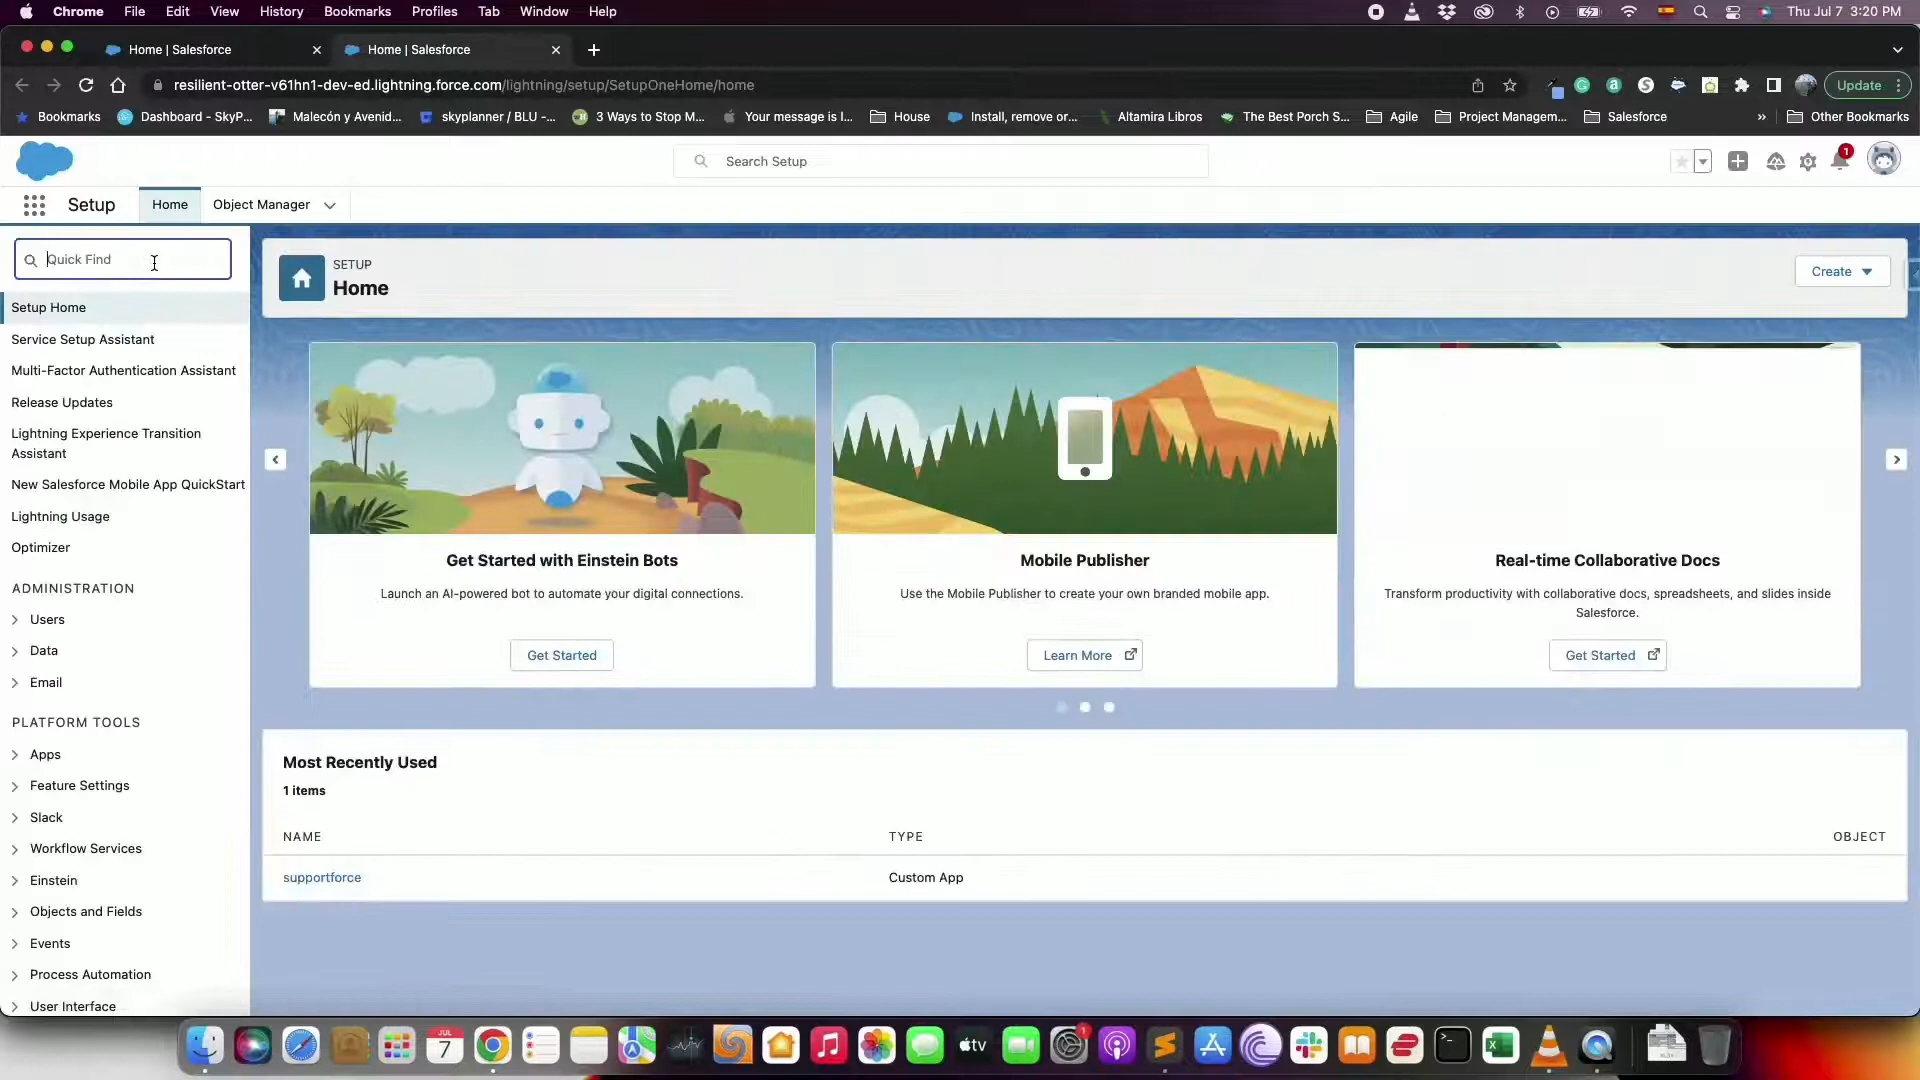 Chrome File Edit View History Bookmarks Profiles Tab Window Help Thu Jul 7 3:20 PM
Home | Salesforce Home | Salesforce
resilient-otter-v61hn1-dev-ed.lightning.force.com/lightning/setup/SetupOneHome/home Update
Bookmarks Dashboard - SkyP... Malecón y Avenid... skyplanner / BLU -... 3 Ways to Stop M... Your message is I... House Install, remove or... Altamira Libros The Best Porch S... Agile Project Managem... Salesforce » Other Bookmarks
Search Setup 1
Setup Home Object Manager
Quick Find
Setup Home
Service Setup Assistant
Multi-Factor Authentication Assistant
Release Updates
Lightning Experience Transition
Assistant
New Salesforce Mobile App QuickStart
Lightning Usage
Optimizer
ADMINISTRATION
Users
Data
Email
PLATFORM TOOLS
Apps
Feature Settings
Slack
Workflow Services
Einstein
Objects and Fields
Events
Process Automation
User Interface
SETUP
Home
Create
Get Started with Einstein Bots
Launch an AI-powered bot to automate your digital connections.
Get Started
Mobile Publisher
Use the Mobile Publisher to create your own branded mobile app.
Learn More
Real-time Collaborative Docs
Transform productivity with collaborative docs, spreadsheets, and slides inside
Salesforce.
Get Started
Most Recently Used
1 items
NAME TYPE OBJECT
supportforce Custom App
JUL
7
tv
1